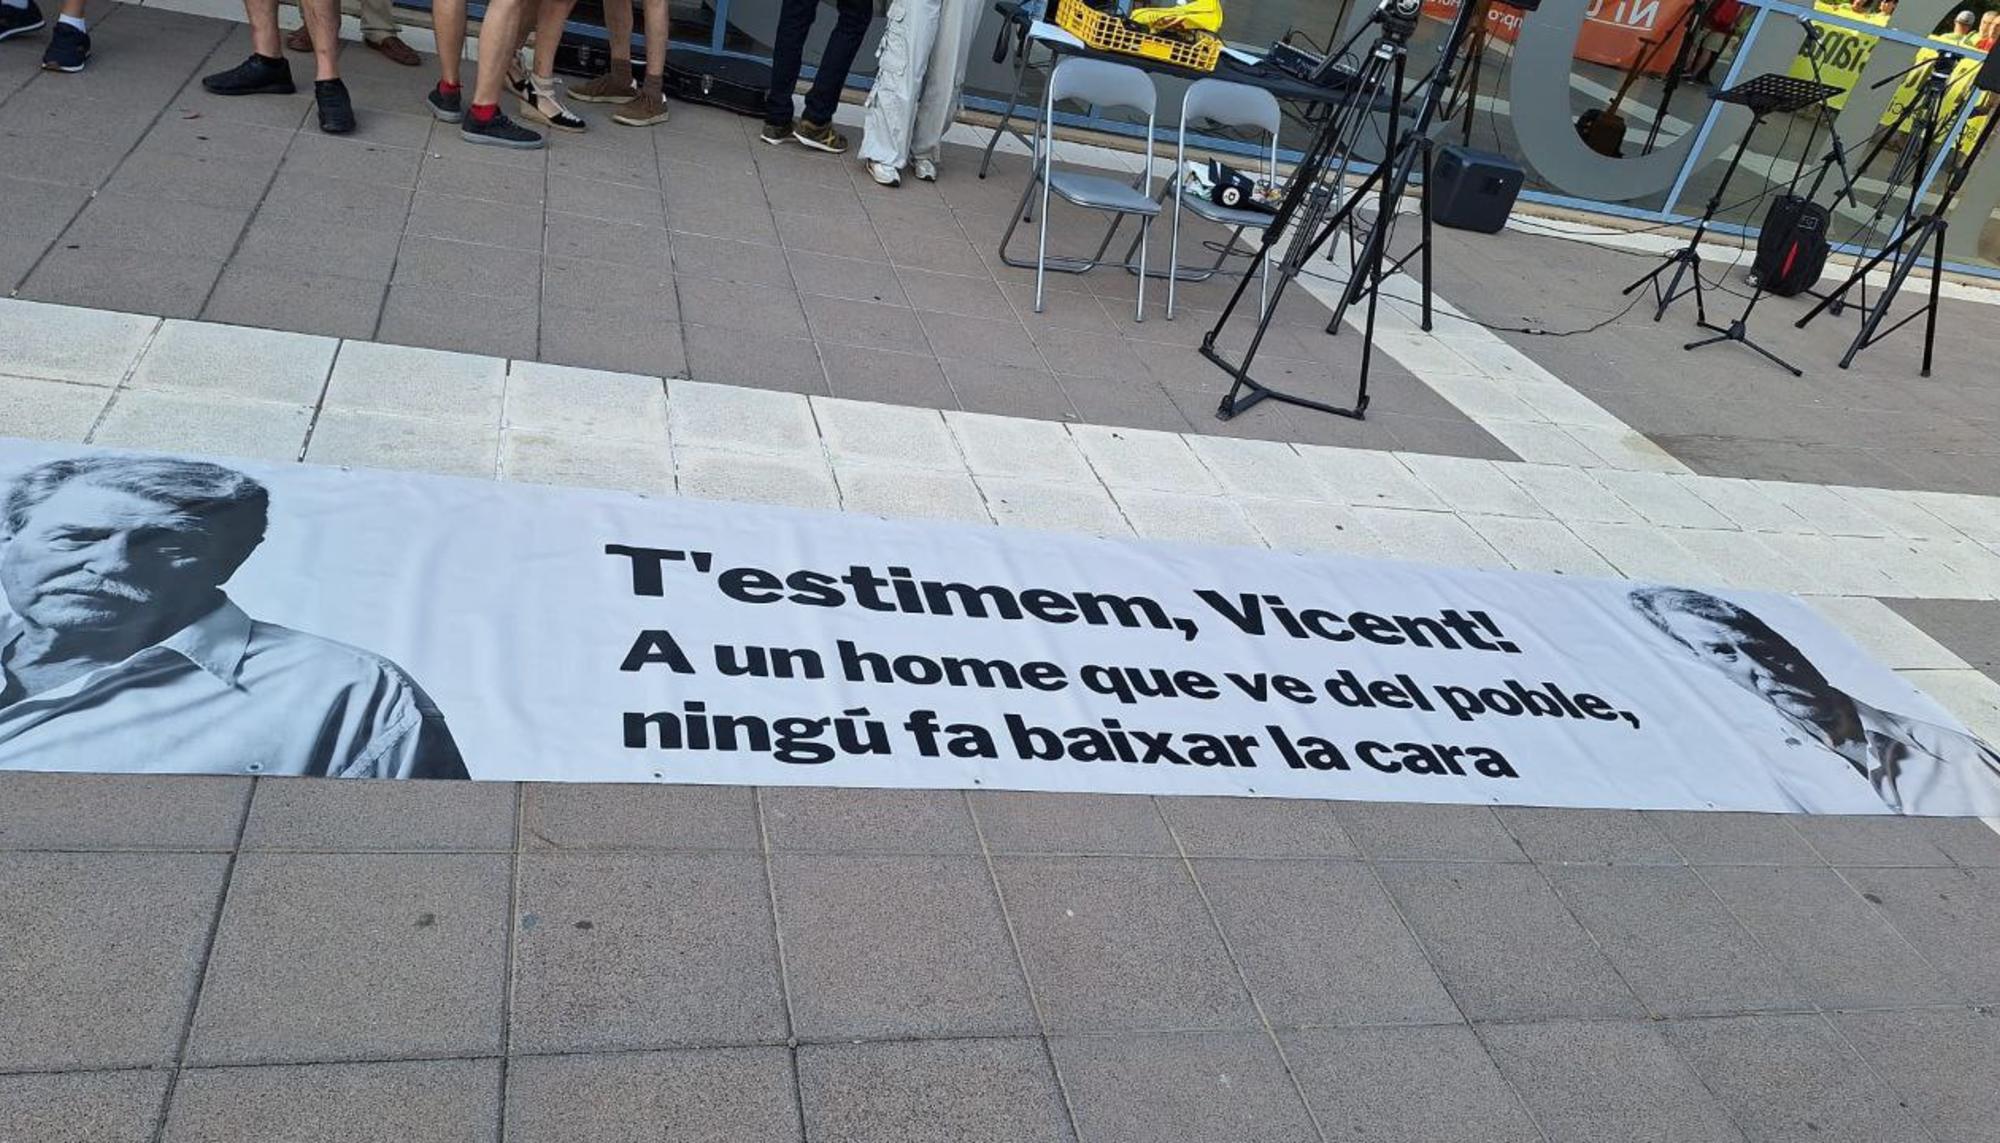 T'estimem, Vicent!
A un home que ve del poble,
ningú fa baixar la cara